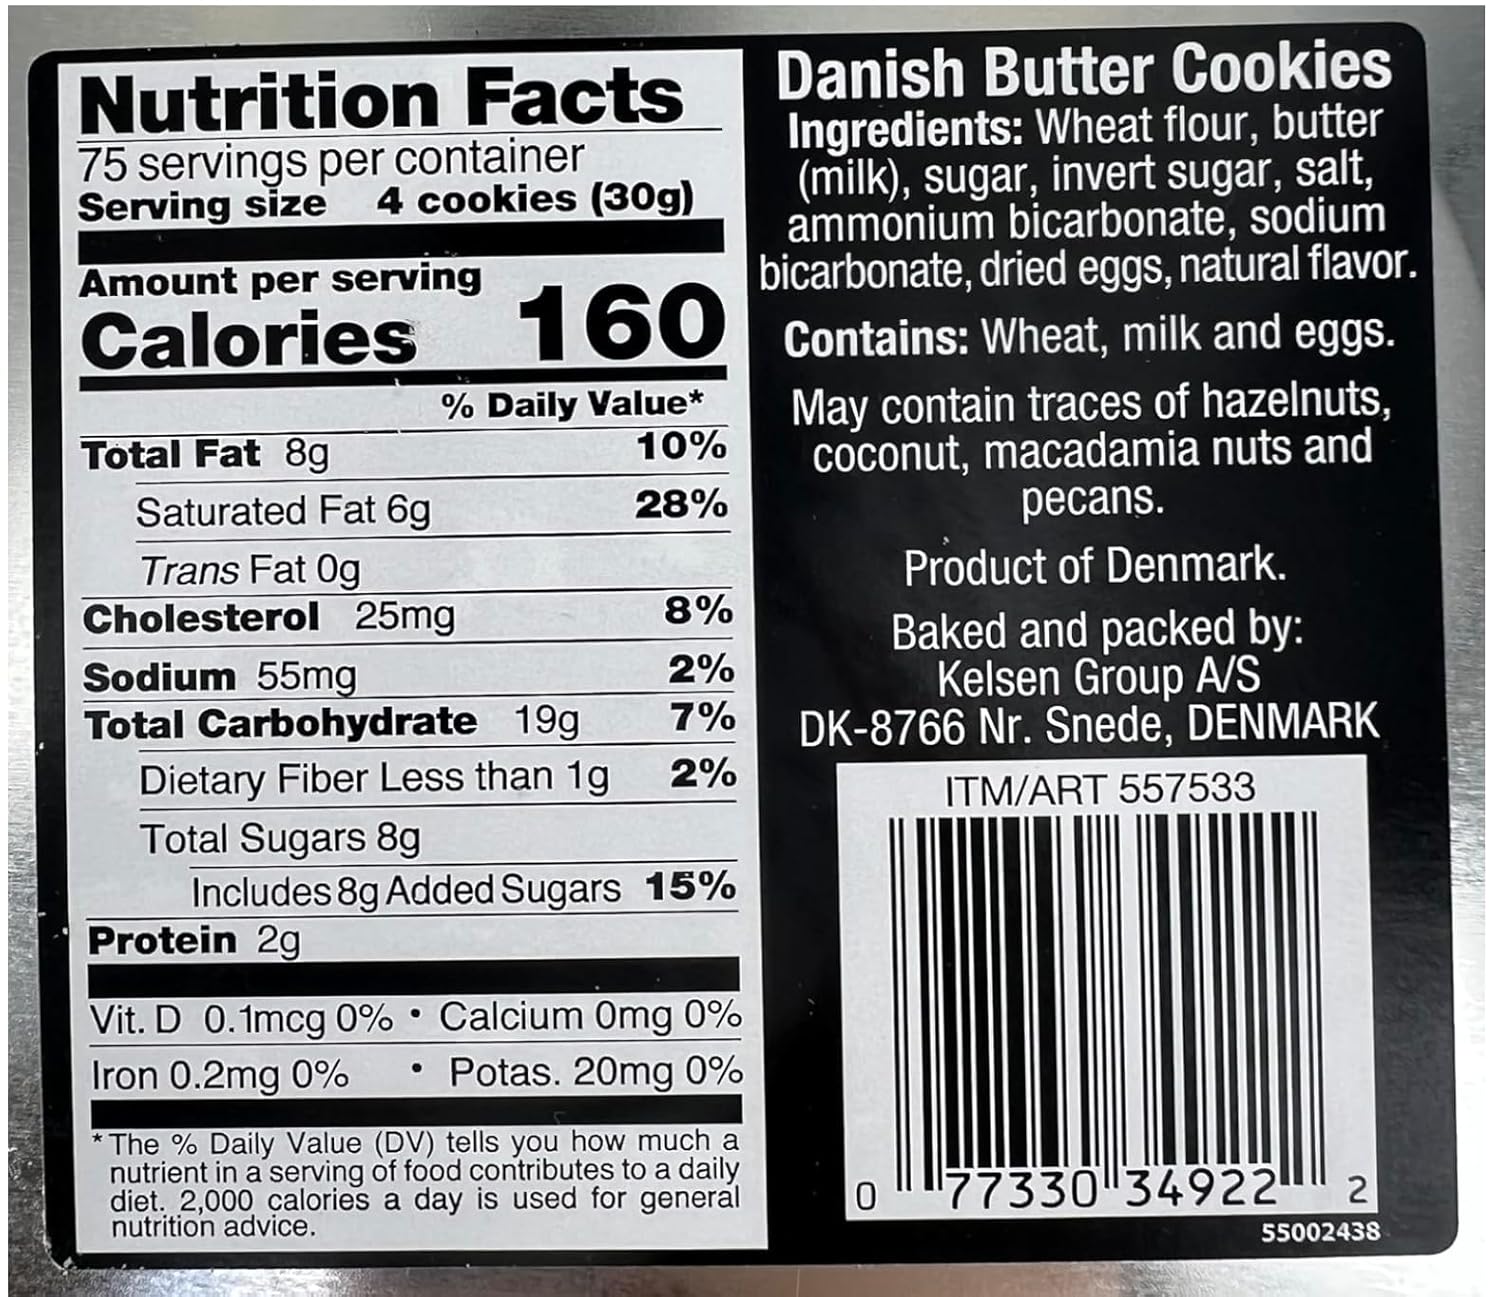 Nutrition Facts
75 servings per container
Serving size 4 cookies (30g)
Amount per serving
Calories 160
% Daily Value*
Total Fat 8g 10%
Saturated Fat 6g 28%
Trans Fat 0g
Cholesterol 25mg 8%
Sodium 55mg 2%
Total Carbohydrate 19g 7%
Dietary Fiber Less than 1g 2%
Total Sugars 8g
Includes 8g Added Sugars 15%
Protein 2g
Vit. D 0.1mcg 0% • Calcium 0mg 0%
Iron 0.2mg 0% • Potas. 20mg 0%
* The % Daily Value (DV) tells you how much a
nutrient in a serving of food contributes to a daily
diet. 2,000 calories a day is used for general
nutrition advice.
Danish Butter Cookies
Ingredients: Wheat flour, butter
(milk), sugar, invert sugar, salt,
ammonium bicarbonate, sodium
bicarbonate, dried eggs, natural flavor.
Contains: Wheat, milk and eggs.
May contain traces of hazelnuts,
coconut, macadamia nuts and
pecans.
Product of Denmark.
Baked and packed by:
Kelsen Group A/S
DK-8766 Nr. Snede, DENMARK
ITM/ART 557533
0 77330 34922 2
55002438